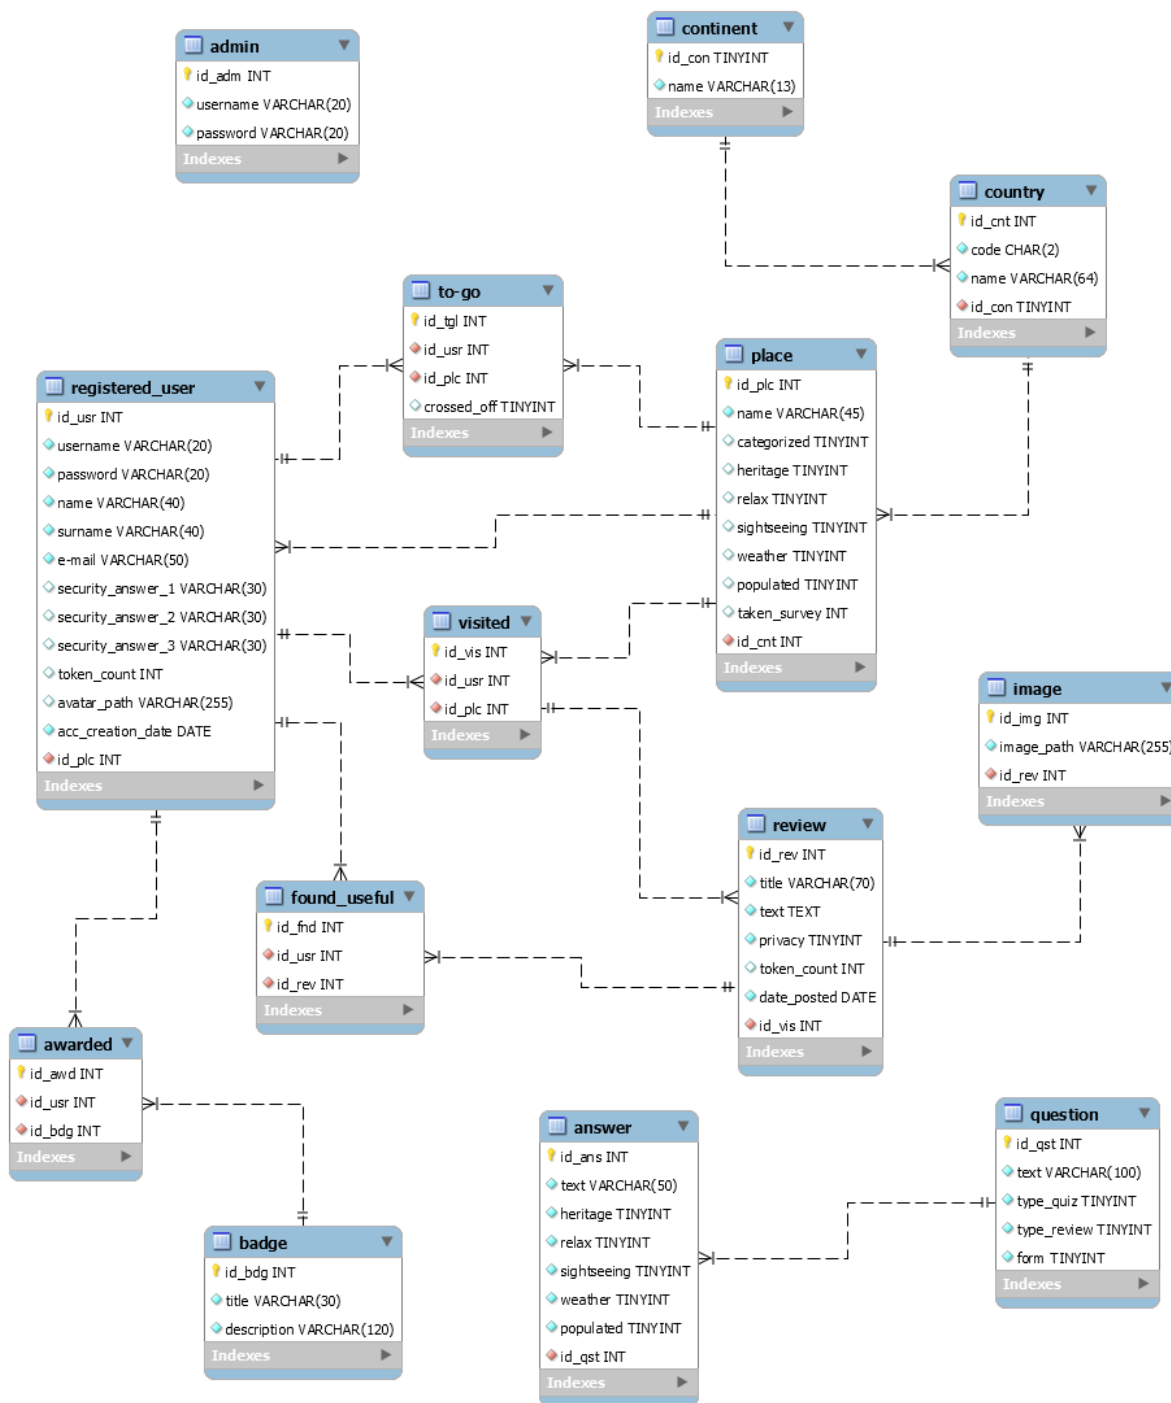 admin
id_adm INT
username VARCHAR(20)
password VARCHAR(20)
Indexes
continent
id_con TINYINT
name VARCHAR(13)
Indexes
country
id_cnt INT
code CHAR(2)
name VARCHAR(64)
id_con TINYINT
Indexes
to-go
id_tgl INT
id_usr INT
id_plc INT
crossed_off TINYINT
Indexes
place
id_plc INT
name VARCHAR(45)
categorized TINYINT
heritage TINYINT
relax TINYINT
sightseeing TINYINT
weather TINYINT
populated TINYINT
taken_survey INT
id_cnt INT
Indexes
registered_user
id_usr INT
username VARCHAR(20)
password VARCHAR(20)
name VARCHAR(40)
surname VARCHAR(40)
e-mail VARCHAR(50)
security_answer_1 VARCHAR(30)
security_answer_2 VARCHAR(30)
security_answer_3 VARCHAR(30)
token_count INT
avatar_path VARCHAR(255)
acc_creation_date DATE
id_plc INT
Indexes
visited
id_vis INT
id_usr INT
id_plc INT
Indexes
image
id_img INT
image_path VARCHAR(255)
id_rev INT
Indexes
review
id_rev INT
title VARCHAR(70)
text TEXT
privacy TINYINT
token_count INT
date_posted DATE
id_vis INT
Indexes
found_useful
id_fnd INT
id_usr INT
id_rev INT
Indexes
awarded
id_awd INT
id_usr INT
id_bdg INT
Indexes
badge
id_bdg INT
title VARCHAR(30)
description VARCHAR(120)
Indexes
answer
id_ans INT
text VARCHAR(50)
heritage TINYINT
relax TINYINT
sightseeing TINYINT
weather TINYINT
populated TINYINT
id_qst INT
Indexes
question
id_qst INT
text VARCHAR(100)
type_quiz TINYINT
type_review TINYINT
form TINYINT
Indexes